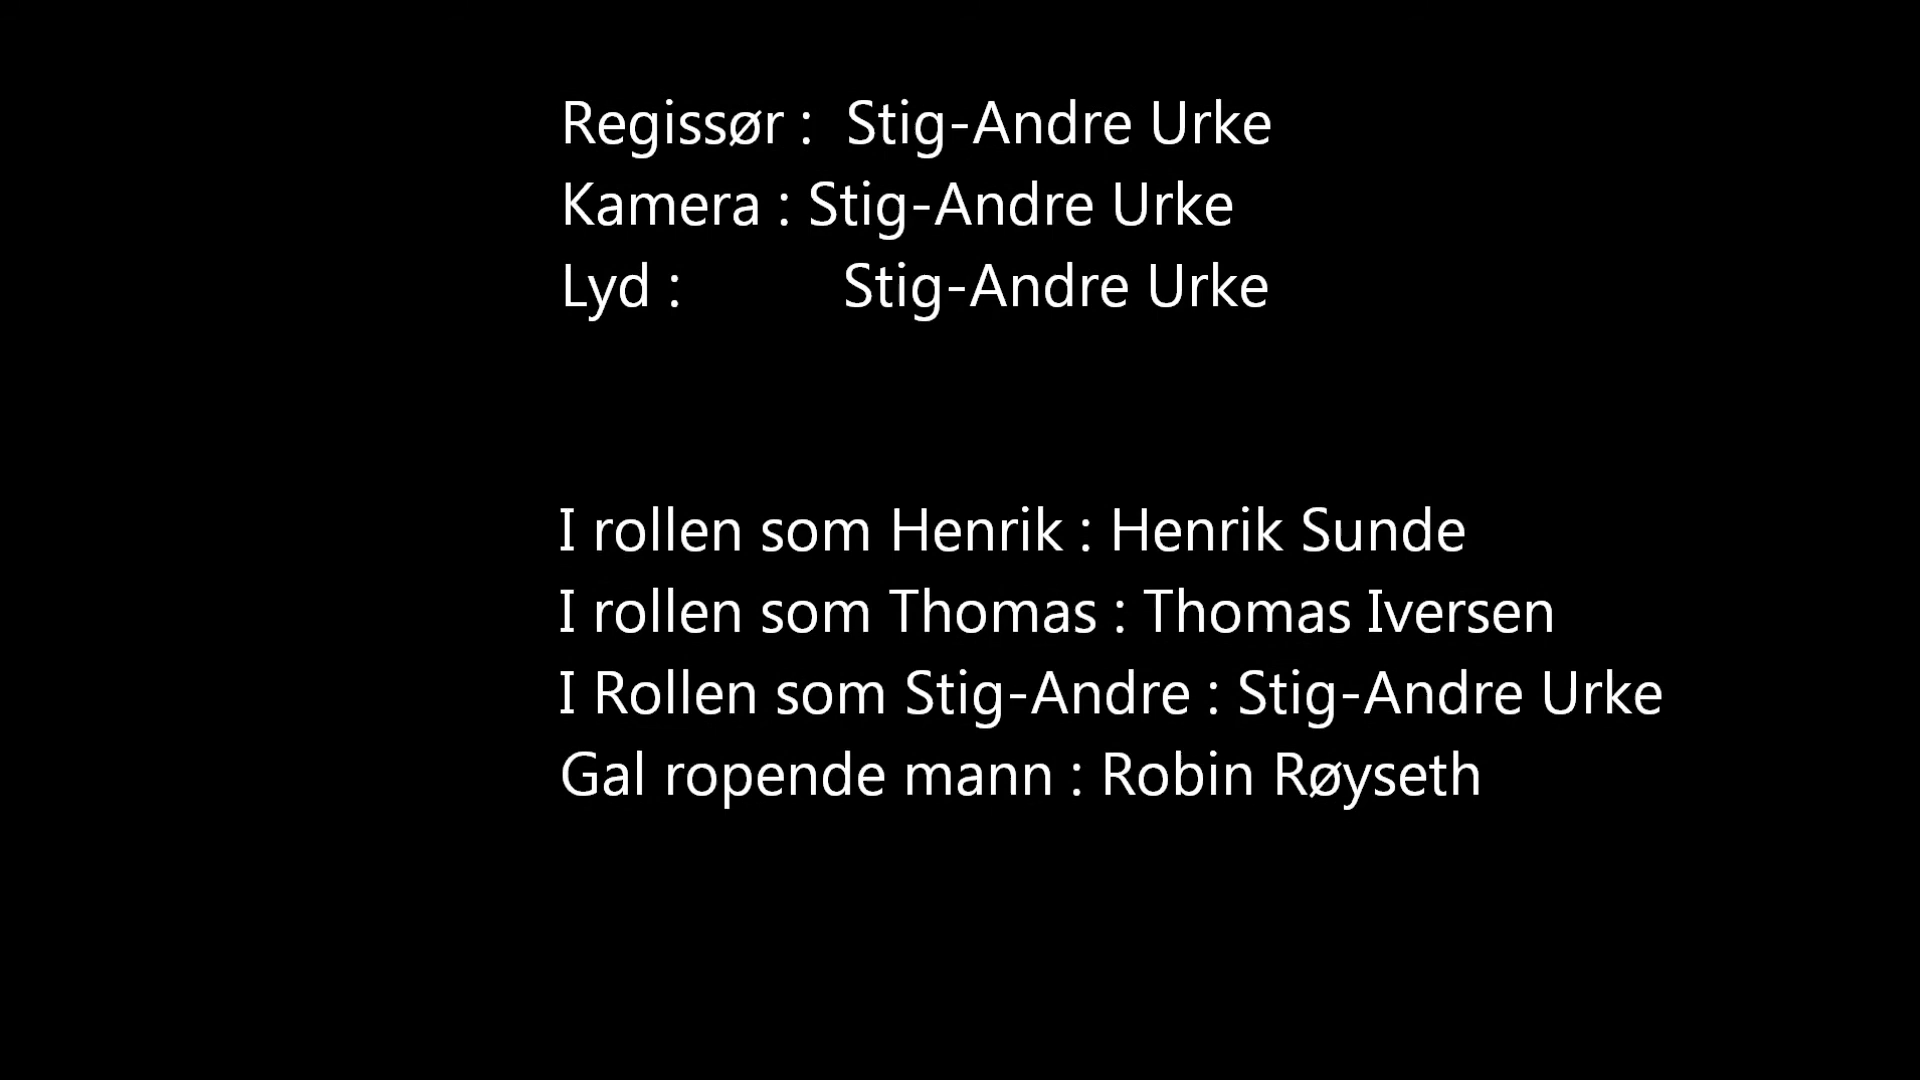 Regissør : Stig-Andre Urke
Kamera : Stig-Andre Urke
Lyd : Stig-Andre Urke
I rollen som Henrik : Henrik Sunde
I rollen som Thomas : Thomas Iversen
I Rollen som Stig-Andre : Stig-Andre Urke
Gal ropende mann : Robin Røyseth